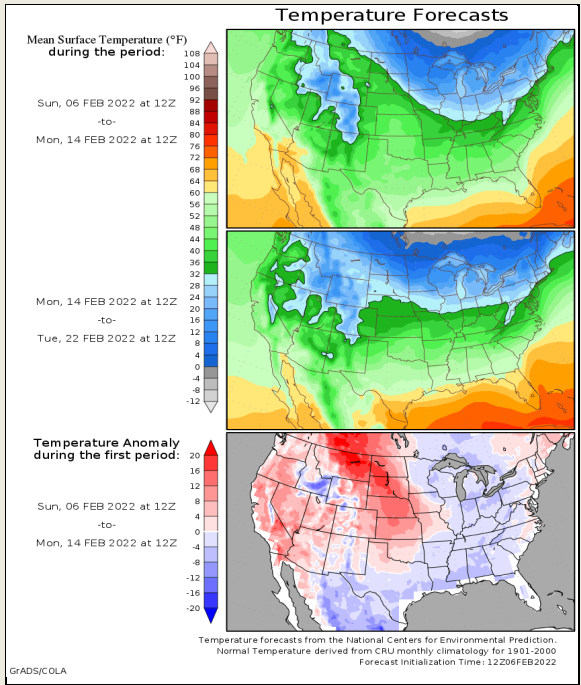 Temperature Forecasts
Mean Surface Temperature (°F)
during the period:
108
104
100
96
92
88
84
80
76
72
68
64
60
56
52
48
44
40
36
32
30
28
24
20
16
12
8
4
0
-4
-8
-12
Sun, 06 FEB 2022 at 12Z
-to-
Mon, 14 FEB 2022 at 12Z
Mon, 14 FEB 2022 at 12Z
-to-
Tue, 22 FEB 2022 at 12Z
Temperature Anomaly
during the first period:
20
16
12
8
4
0
-4
-8
-12
-16
-20
Sun, 06 FEB 2022 at 12Z
-to-
Mon, 14 FEB 2022 at 12Z
Temperature forecasts from the National Centers for Environmental Prediction.
Normal Temperature derived from CRU monthly climatology for 1901-2000
Forecast Initialization Time: 12Z06FEB2022
GrADS/COLA